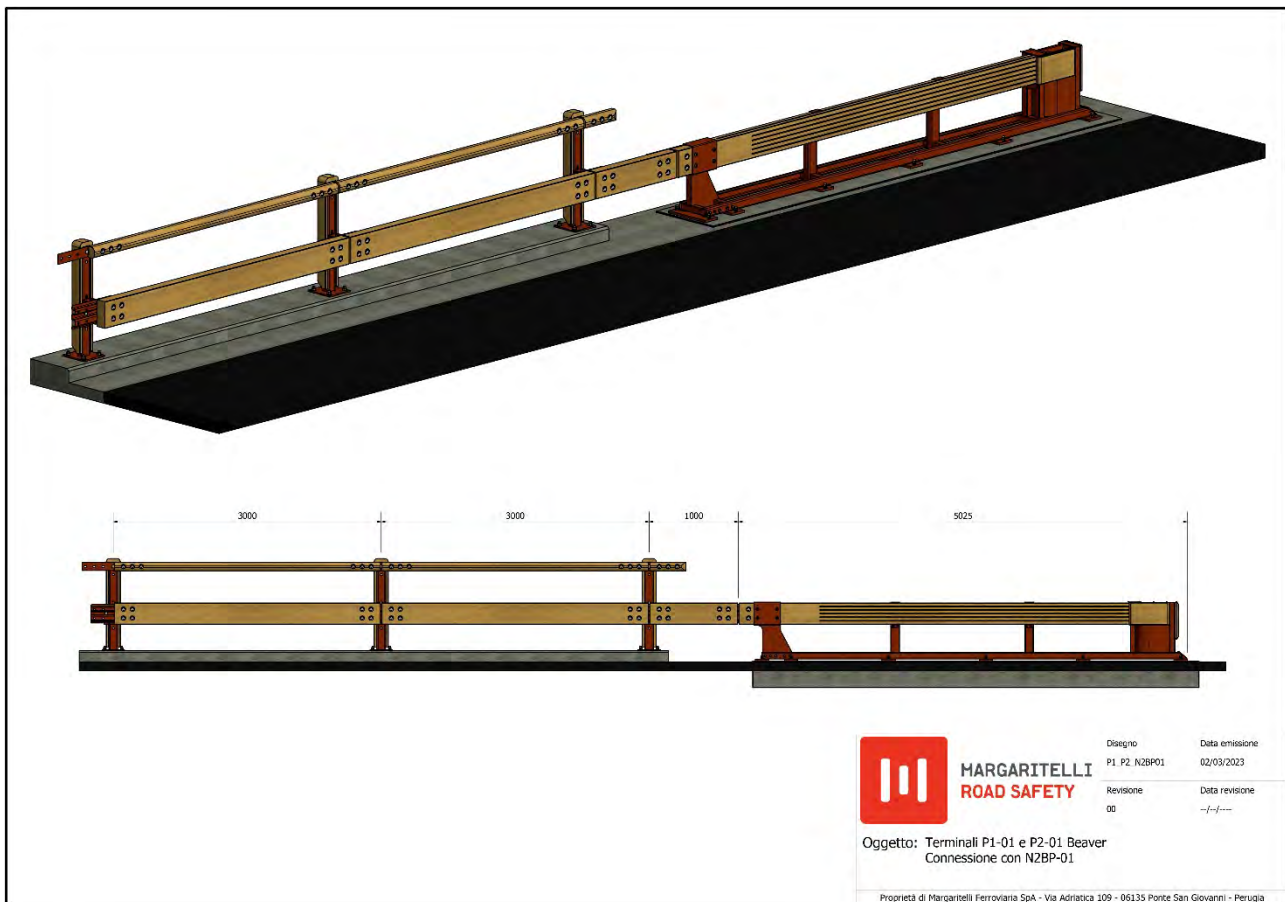 3000
3000
1000
5025
MARGARITELLI
ROAD SAFETY
Disegno
Data emissione
P1_P2_N2BP01
02/03/2023
Revisione
Data revisione
00
--/--/----
Oggetto: Terminali P1-01 e P2-01 Beaver
Connessione con N2BP-01
Proprietà di Margaritelli Ferroviaria SpA - Via Adriatica 109 - 06135 Ponte San Giovanni - Perugia